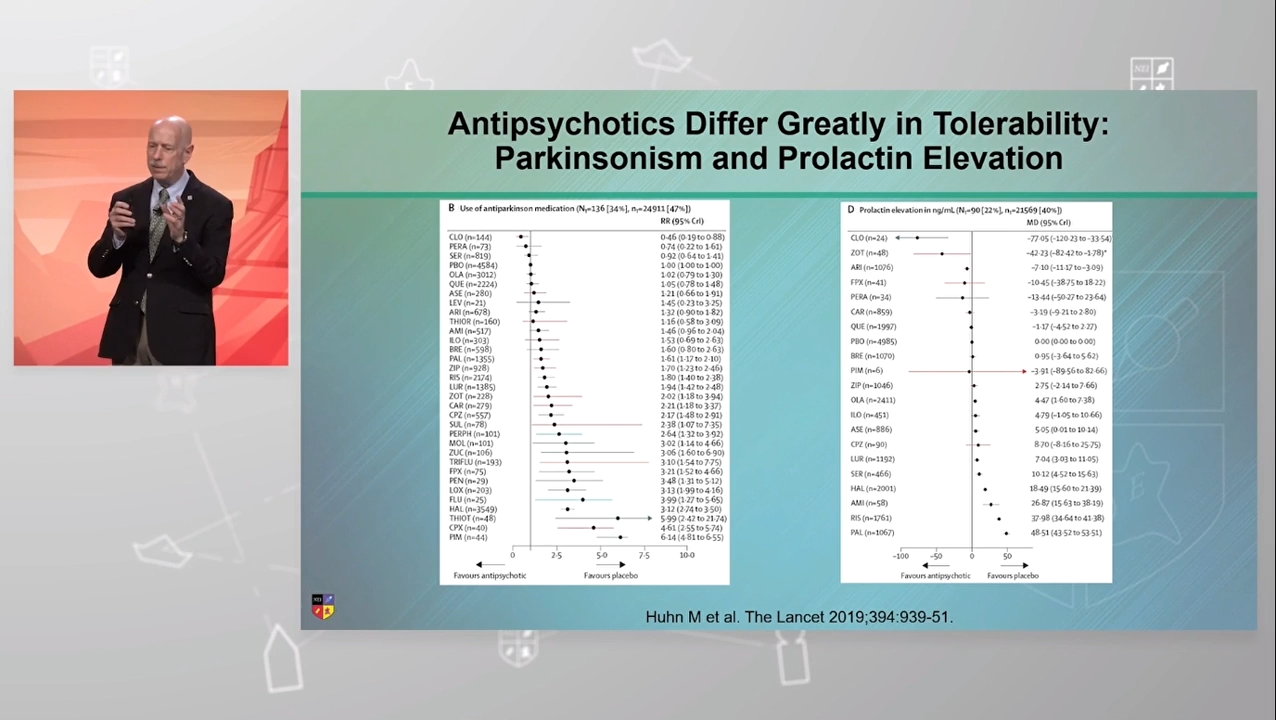 NEI
Antipsychotics Differ Greatly in Tolerability:
Parkinsonism and Prolactin Elevation
B Use of antiparkinson medication (Nₜ=136 [34%], nₜ=24911 [47%])
RR (95% CrI)
CLO (n=144) 0·46 (0·19 to 0·88)
PERA (n=73) 0·74 (0·22 to 1·61)
SER (n=819) 0·92 (0·64 to 1·41)
PBO (n=4584) 1·00 (1·00 to 1·00)
OLA (n=3012) 1·02 (0·79 to 1·30)
QUE (n=2224) 1·05 (0·78 to 1·48)
ASE (n=280) 1·21 (0·66 to 1·91)
LEV (n=21) 1·45 (0·23 to 3·25)
ARI (n=678) 1·32 (0·90 to 1·82)
THIOR (n=160) 1·16 (0·58 to 3·09)
AMI (n=517) 1·46 (0·96 to 2·04)
ILO (n=303) 1·53 (0·69 to 2·63)
BRE (n=598) 1·60 (0·80 to 2·63)
PAL (n=1355) 1·61 (1·17 to 2·10)
ZIP (n=928) 1·70 (1·23 to 2·46)
RIS (n=2174) 1·80 (1·40 to 2·38)
LUR (n=1385) 1·94 (1·42 to 2·48)
ZOT (n=228) 2·02 (1·18 to 3·94)
CAR (n=279) 2·21 (1·18 to 3·37)
CPZ (n=557) 2·17 (1·48 to 2·91)
SUL (n=78) 2·38 (1·07 to 7·35)
PERPH (n=101) 2·64 (1·32 to 3·92)
MOL (n=101) 3·02 (1·14 to 4·66)
ZUC (n=106) 3·06 (1·60 to 6·90)
TRIFLU (n=193) 3·10 (1·54 to 7·75)
FPX (n=75) 3·21 (1·52 to 4·66)
PEN (n=29) 3·48 (1·31 to 5·12)
LOX (n=203) 3·13 (1·99 to 4·16)
FLU (n=25) 3·99 (1·27 to 5·65)
HAL (n=3549) 3·12 (2·74 to 3·50)
THIOT (n=48) 5·99 (2·42 to 21·74)
CPX (n=40) 4·61 (2·55 to 5·74)
PIM (n=44) 6·14 (4·81 to 6·55)
0 2·5 5·0 7·5 10·0
Favours antipsychotic Favours placebo
D Prolactin elevation in ng/mL (Nₜ=90 [22%], nₜ=21569 [40%])
MD (95% CrI)
CLO (n=24) −77·05 (−120·23 to −33·54)
ZOT (n=48) −42·23 (−82·42 to −1·78)*
ARI (n=1076) −7·10 (−11·17 to −3·09)
FPX (n=41) −10·45 (−38·75 to 18·22)
PERA (n=34) −13·44 (−50·27 to 23·64)
CAR (n=859) −3·19 (−9·21 to 2·80)
QUE (n=1997) −1·17 (−4·52 to 2·27)
PBO (n=4985) 0·00 (0·00 to 0·00)
BRE (n=1070) 0·95 (−3·64 to 5·62)
PIM (n=6) −3·91 (−89·56 to 82·66)
ZIP (n=1046) 2·75 (−2·14 to 7·66)
OLA (n=2411) 4·47 (1·60 to 7·38)
ILO (n=451) 4·79 (−1·05 to 10·66)
ASE (n=886) 5·05 (0·01 to 10·14)
CPZ (n=90) 8·70 (−8·16 to 25·75)
LUR (n=1192) 7·04 (3·03 to 11·05)
SER (n=466) 10·12 (4·52 to 15·63)
HAL (n=2001) 18·49 (15·60 to 21·39)
AMI (n=58) 26·87 (15·63 to 38·19)
RIS (n=1761) 37·98 (34·64 to 41·38)
PAL (n=1067) 48·51 (43·52 to 53·51)
−100 −50 0 50
Favours antipsychotic Favours placebo
NEI
Huhn M et al. The Lancet 2019;394:939-51.